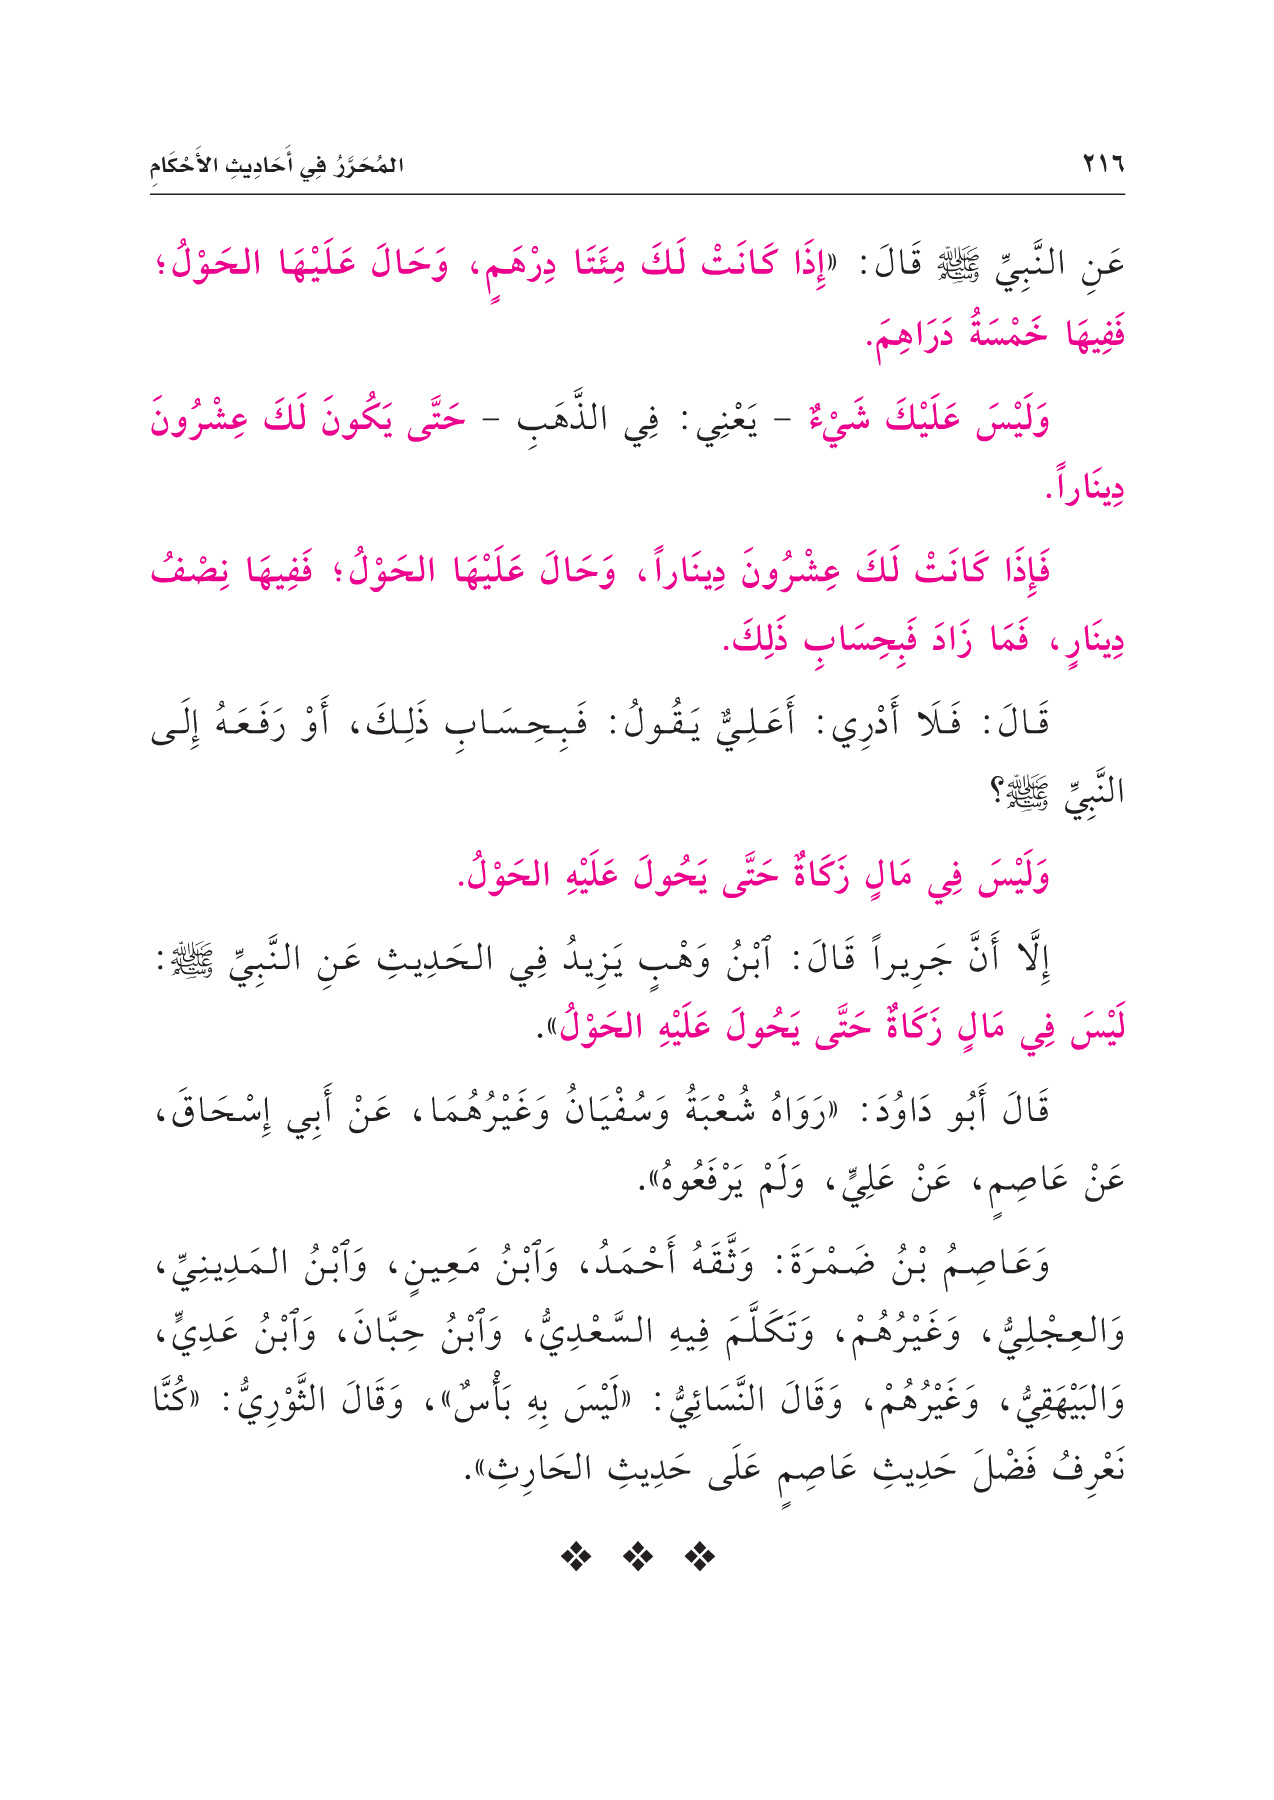 ٢١٦
المُحَرَّرُ فِي أَحَادِيثِ الأَحْكَامِ
عَنِ النَّبِيِّ ﷺ قَالَ: «إِذَا كَانَتْ لَكَ مِئَتَا دِرْهَمٍ، وَحَالَ عَلَيْهَا الحَوْلُ؛
فَفِيهَا خَمْسَةُ دَرَاهِمَ.
وَلَيْسَ عَلَيْكَ شَيْءٌ – يَعْنِي: فِي الذَّهَبِ – حَتَّى يَكُونَ لَكَ عِشْرُونَ
دِينَاراً.
فَإِذَا كَانَتْ لَكَ عِشْرُونَ دِينَاراً، وَحَالَ عَلَيْهَا الحَوْلُ؛ فَفِيهَا نِصْفُ
دِينَارٍ، فَمَا زَادَ فَبِحِسَابِ ذَلِكَ.
قَالَ: فَلَا أَدْرِي: أَعَلِيٌّ يَقُولُ: فَبِحِسَابِ ذَلِكَ، أَوْ رَفَعَهُ إِلَى
النَّبِيِّ ﷺ؟
وَلَيْسَ فِي مَالٍ زَكَاةٌ حَتَّى يَحُولَ عَلَيْهِ الحَوْلُ.
إِلَّا أَنَّ جَرِيراً قَالَ: ٱبْنُ وَهْبٍ يَزِيدُ فِي الحَدِيثِ عَنِ النَّبِيِّ ﷺ:
لَيْسَ فِي مَالٍ زَكَاةٌ حَتَّى يَحُولَ عَلَيْهِ الحَوْلُ».
قَالَ أَبُو دَاوُدَ: «رَوَاهُ شُعْبَةُ وَسُفْيَانُ وَغَيْرُهُمَا، عَنْ أَبِي إِسْحَاقَ،
عَنْ عَاصِمٍ، عَنْ عَلِيٍّ، وَلَمْ يَرْفَعُوهُ».
وَعَاصِمُ بْنُ ضَمْرَةَ: وَثَّقَهُ أَحْمَدُ، وَٱبْنُ مَعِينٍ، وَٱبْنُ المَدِينِيِّ،
وَالعِجْلِيُّ، وَغَيْرُهُمْ، وَتَكَلَّمَ فِيهِ السَّعْدِيُّ، وَٱبْنُ حِبَّانَ، وَٱبْنُ عَدِيٍّ،
وَالبَيْهَقِيُّ، وَغَيْرُهُمْ، وَقَالَ النَّسَائِيُّ: «لَيْسَ بِهِ بَأْسٌ»، وَقَالَ الثَّوْرِيُّ: «كُنَّا
نَعْرِفُ فَضْلَ حَدِيثِ عَاصِمٍ عَلَى حَدِيثِ الحَارِثِ».